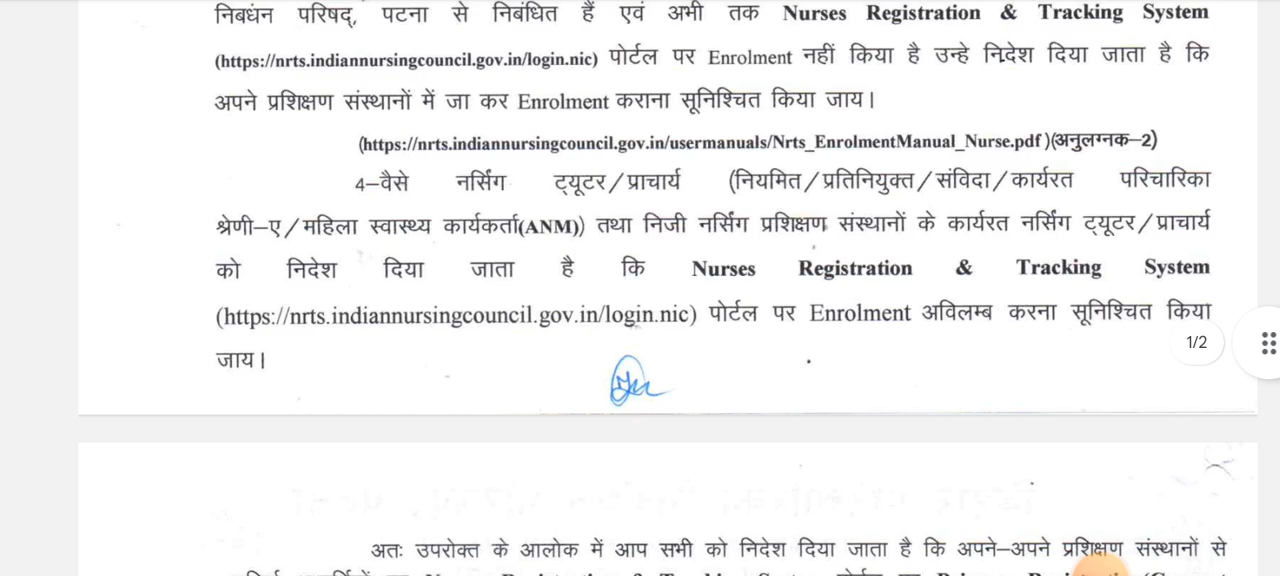 निबधंन परिषद्, पटना से निबंधित हैं एवं अभी तक Nurses Registration & Tracking System
(https://nrts.indiannursingcouncil.gov.in/login.nic) पोर्टल पर Enrolment नहीं किया है उन्हे निदेश दिया जाता है कि
अपने प्रशिक्षण संस्थानों में जा कर Enrolment कराना सूनिश्चित किया जाय।
(https://nrts.indiannursingcouncil.gov.in/usermanuals/Nrts_EnrolmentManual_Nurse.pdf )(अनुलग्नक–2)
4–वैसे नर्सिंग ट्यूटर/प्राचार्य (नियमित/प्रतिनियुक्त/संविदा/कार्यरत परिचारिका
श्रेणी–ए/महिला स्वास्थ्य कार्यकर्ता(ANM)) तथा निजी नर्सिंग प्रशिक्षण संस्थानों के कार्यरत नर्सिंग ट्यूटर/प्राचार्य
को निदेश दिया जाता है कि Nurses Registration & Tracking System
(https://nrts.indiannursingcouncil.gov.in/login.nic) पोर्टल पर Enrolment अविलम्ब करना सूनिश्चित किया
जाय।
1/2
अतः उपरोक्त के आलोक में आप सभी को निदेश दिया जाता है कि अपने–अपने प्रशिक्षण संस्थानों से